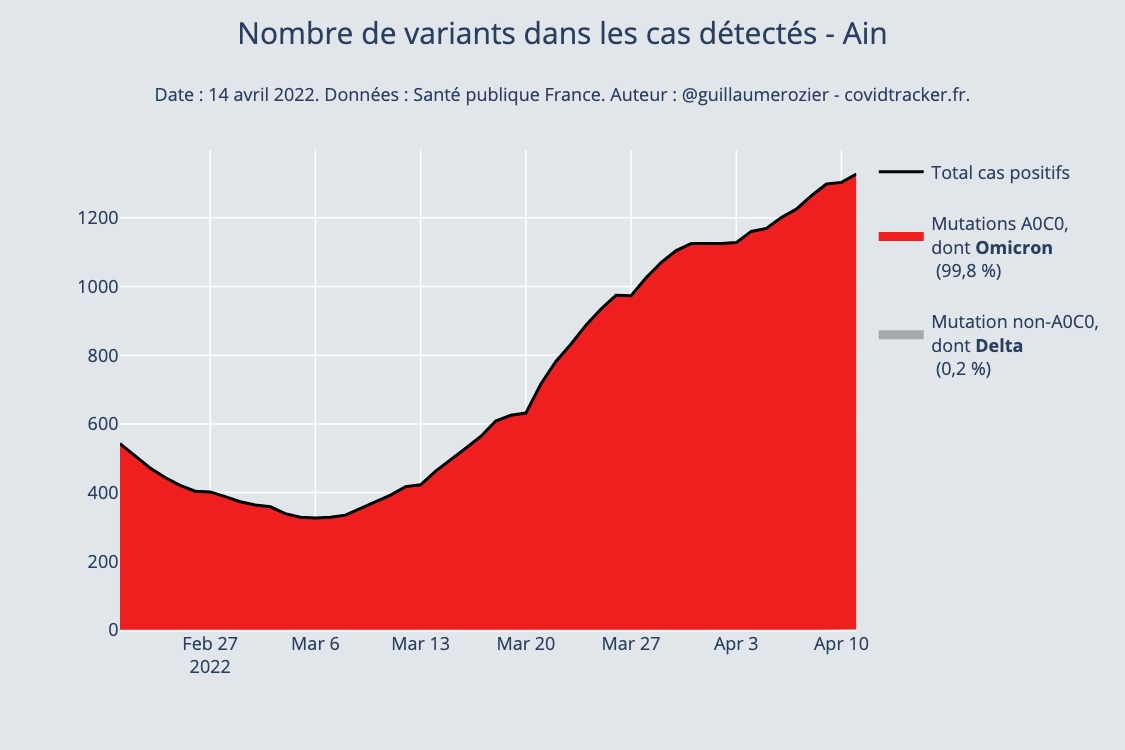 Nombre de variants dans les cas détectés - Ain
Date : 14 avril 2022. Données : Santé publique France. Auteur : @guillaumerozier - covidtracker.fr.
Total cas positifs
Mutations A0C0,
dont Omicron
(99,8 %)
Mutation non-A0C0,
dont Delta
(0,2 %)
1200
1000
800
600
400
200
0
Feb 27 Mar 6 Mar 13 Mar 20 Mar 27 Apr 3 Apr 10
2022